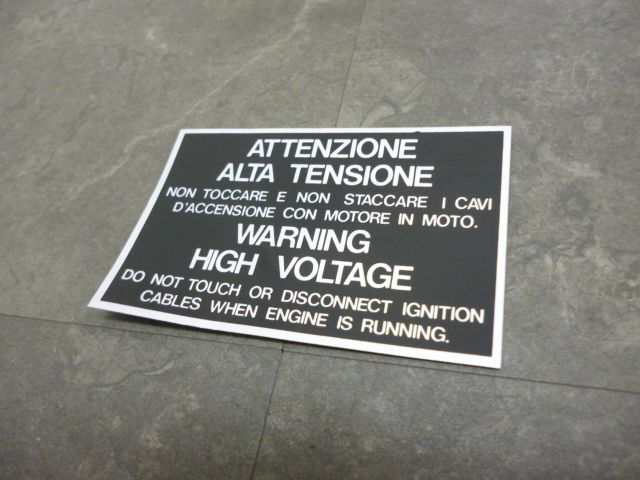 ATTENZIONE
ALTA TENSIONE
NON TOCCARE E NON STACCARE I CAVI
D'ACCENSIONE CON MOTORE IN MOTO.
WARNING
HIGH VOLTAGE
DO NOT TOUCH OR DISCONNECT IGNITION
CABLES WHEN ENGINE IS RUNNING.